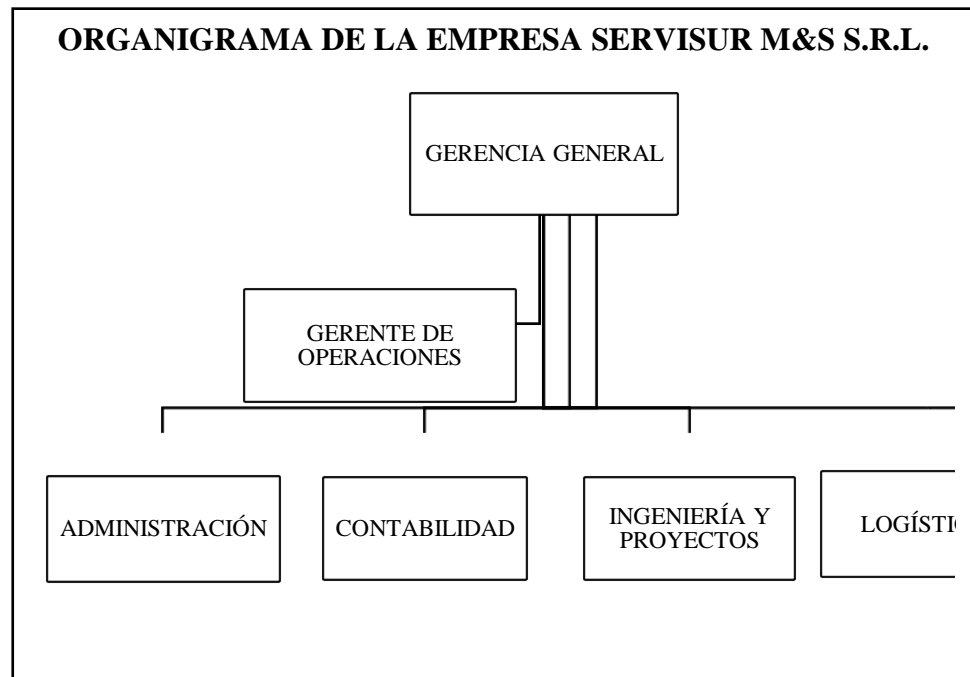 ORGANIGRAMA DE LA EMPRESA SERVISUR M&S S.R.L.
GERENCIA GENERAL
GERENTE DE
OPERACIONES
ADMINISTRACIÓN
CONTABILIDAD
INGENIERÍA Y
PROYECTOS